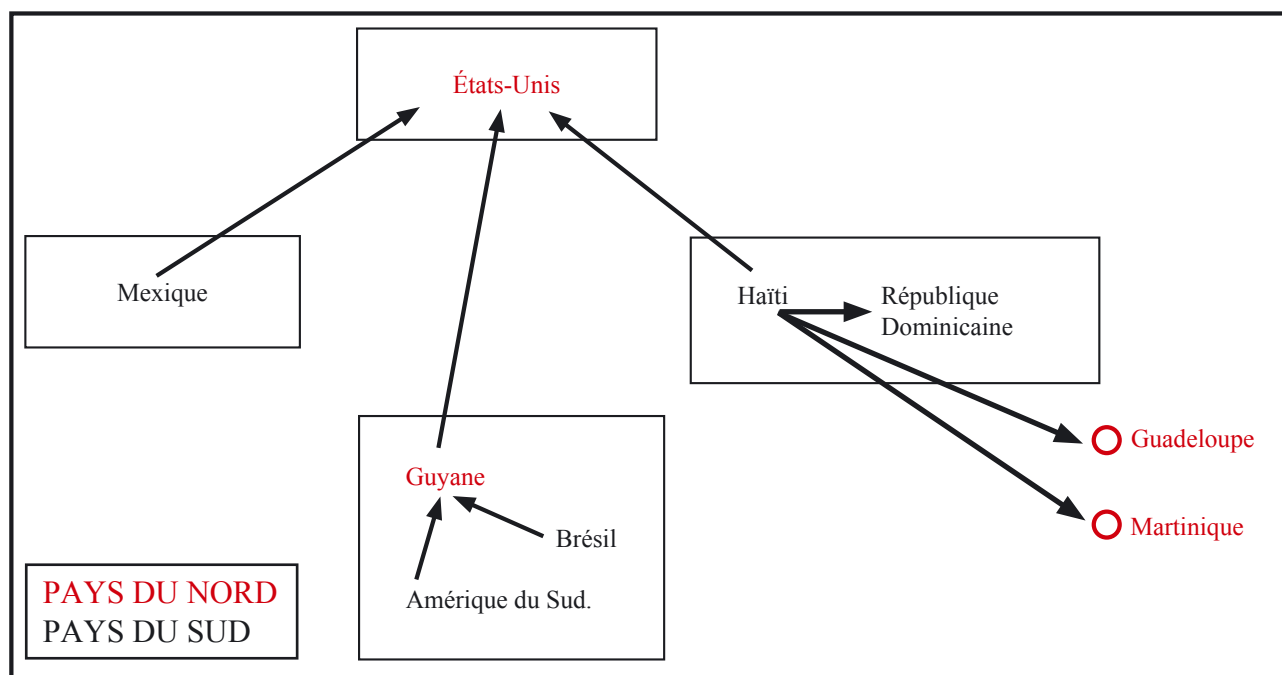 États-Unis
Mexique
Haïti
République
Dominicaine
Guadeloupe
Martinique
Guyane
Brésil
Amérique du Sud.
PAYS DU NORD
PAYS DU SUD